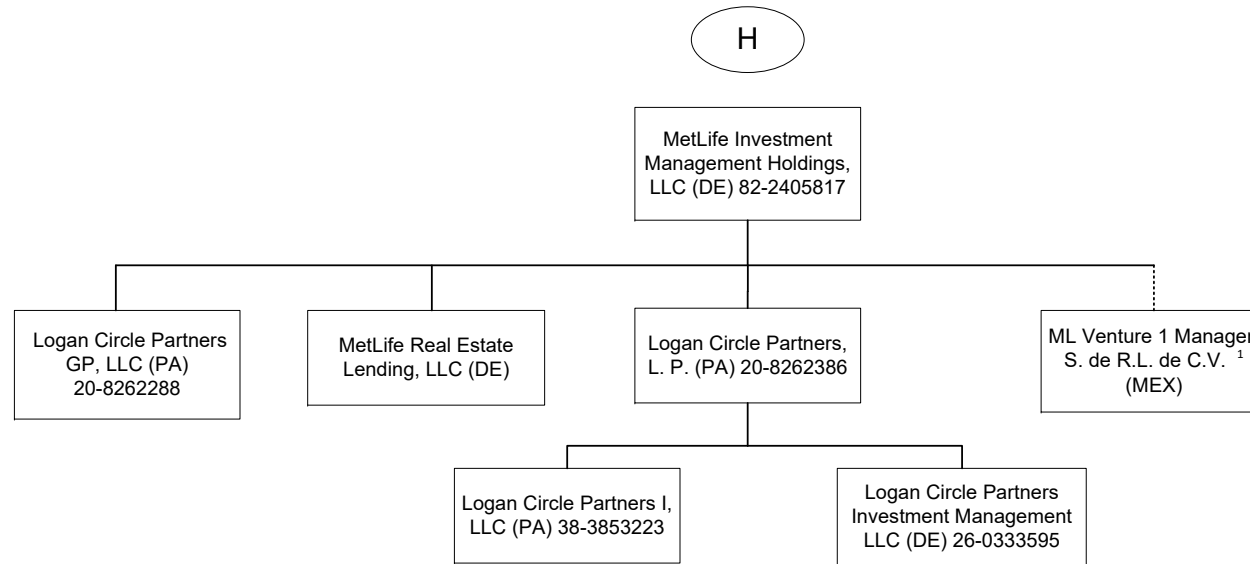 H
MetLife Investment
Management Holdings,
LLC (DE) 82-2405817
Logan Circle Partners
GP, LLC (PA)
20-8262288
MetLife Real Estate
Lending, LLC (DE)
Logan Circle Partners,
L. P. (PA) 20-8262386
ML Venture 1 Manager
S. de R.L. de C.V. 1
(MEX)
Logan Circle Partners I,
LLC (PA) 38-3853223
Logan Circle Partners
Investment Management
LLC (DE) 26-0333595